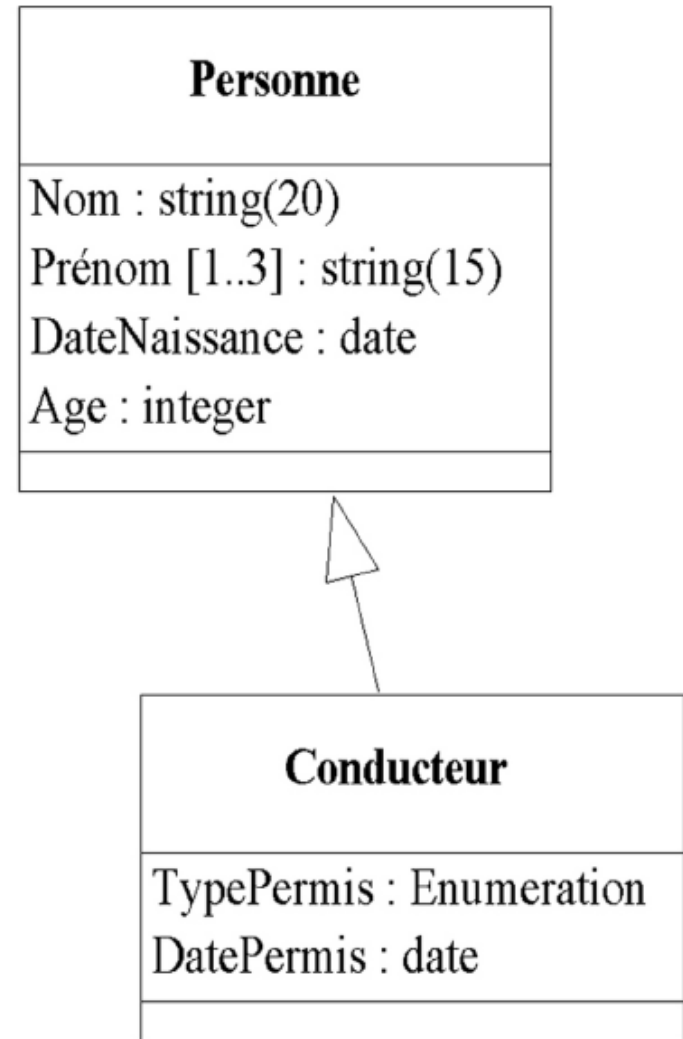 Personne
Nom : string(20)
Prénom [1..3] : string(15)
DateNaissance : date
Age : integer
Conducteur
TypePermis : Enumeration
DatePermis : date